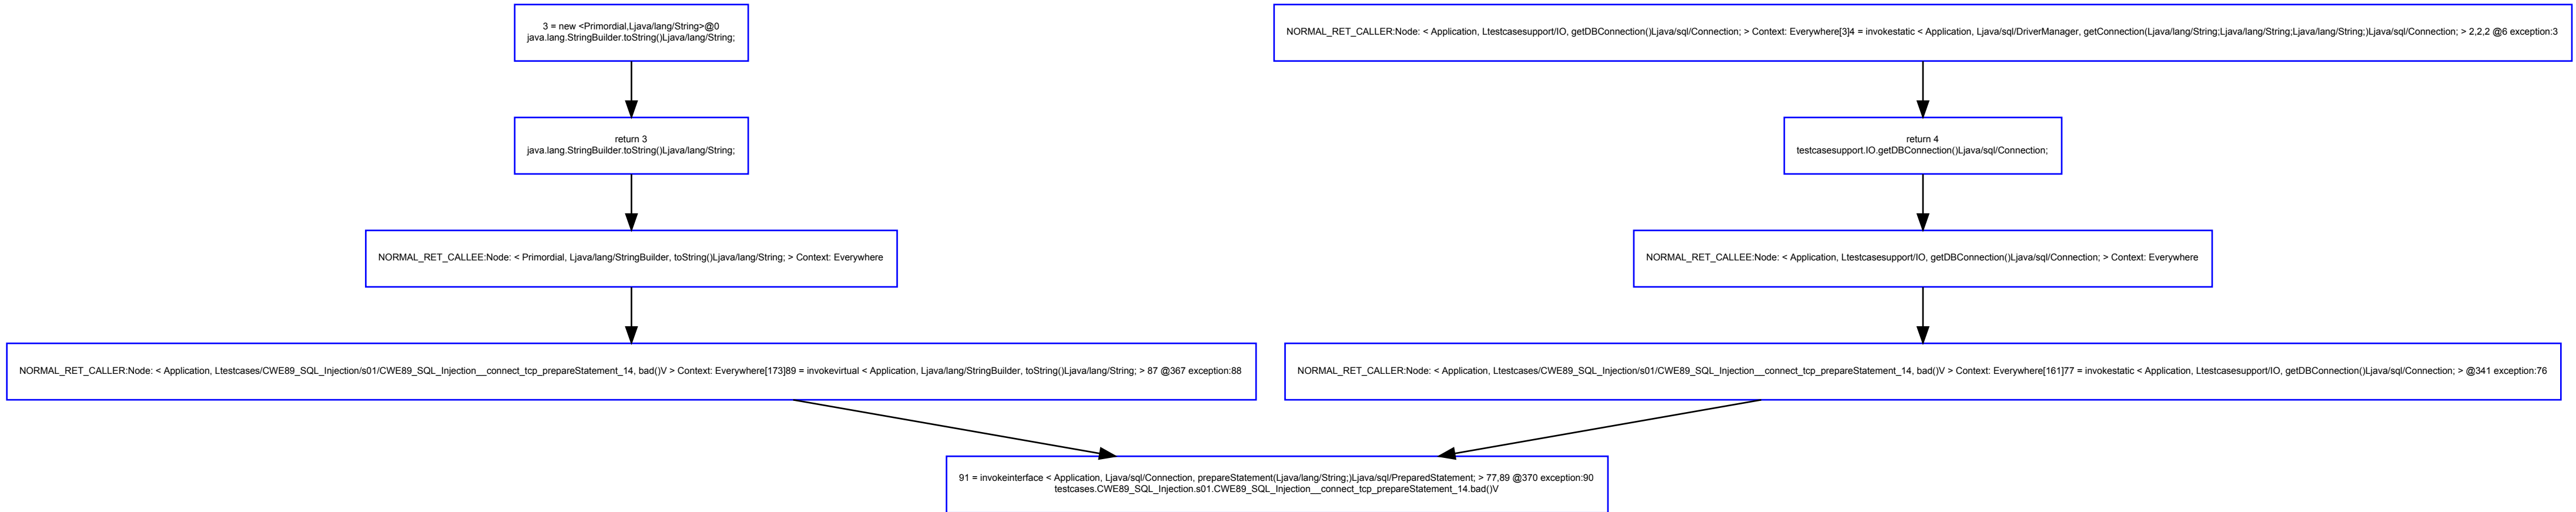 3 = new <Primordial,Ljava/lang/String>@0
java.lang.StringBuilder.toString()Ljava/lang/String;
NORMAL_RET_CALLER:Node: < Application, Ltestcasesupport/IO, getDBConnection()Ljava/sql/Connection; > Context: Everywhere[3]4 = invokestatic < Application, Ljava/sql/DriverManager, getConnection(Ljava/lang/String;Ljava/lang/String;Ljava/lang/String;)Ljava/sql/Connection; > 2,2,2 @6 exception:3
return 3
java.lang.StringBuilder.toString()Ljava/lang/String;
return 4
testcasesupport.IO.getDBConnection()Ljava/sql/Connection;
NORMAL_RET_CALLEE:Node: < Primordial, Ljava/lang/StringBuilder, toString()Ljava/lang/String; > Context: Everywhere
NORMAL_RET_CALLEE:Node: < Application, Ltestcasesupport/IO, getDBConnection()Ljava/sql/Connection; > Context: Everywhere
NORMAL_RET_CALLER:Node: < Application, Ltestcases/CWE89_SQL_Injection/s01/CWE89_SQL_Injection__connect_tcp_prepareStatement_14, bad()V > Context: Everywhere[173]89 = invokevirtual < Application, Ljava/lang/StringBuilder, toString()Ljava/lang/String; > 87 @367 exception:88
NORMAL_RET_CALLER:Node: < Application, Ltestcases/CWE89_SQL_Injection/s01/CWE89_SQL_Injection__connect_tcp_prepareStatement_14, bad()V > Context: Everywhere[161]77 = invokestatic < Application, Ltestcasesupport/IO, getDBConnection()Ljava/sql/Connection; > @341 exception:76
91 = invokeinterface < Application, Ljava/sql/Connection, prepareStatement(Ljava/lang/String;)Ljava/sql/PreparedStatement; > 77,89 @370 exception:90
testcases.CWE89_SQL_Injection.s01.CWE89_SQL_Injection__connect_tcp_prepareStatement_14.bad()V